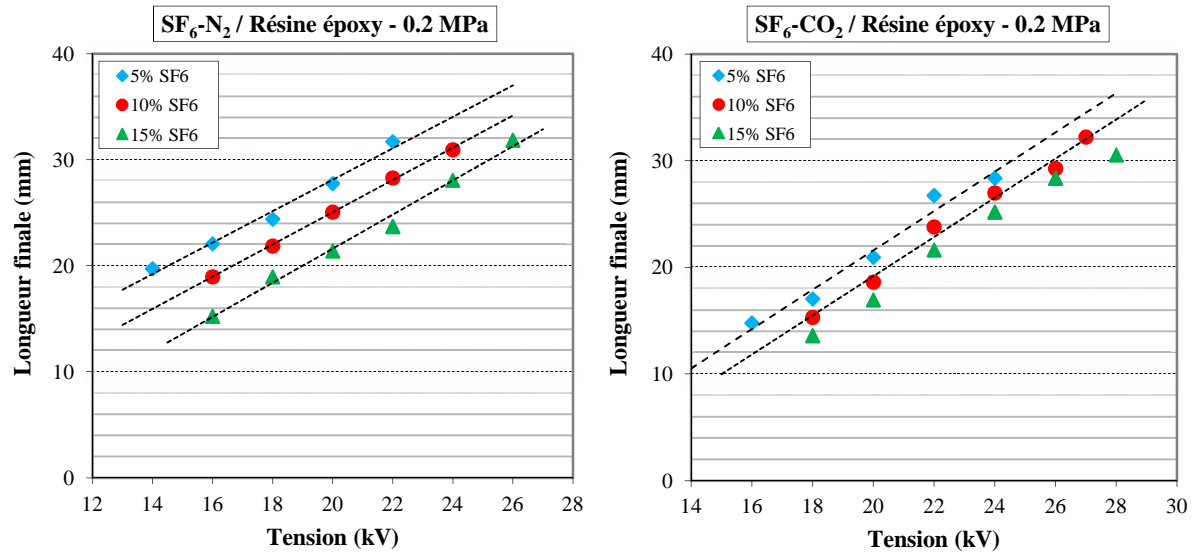 SF6-N2 / Résine époxy - 0.2 MPa
40
30
20
10
0
5% SF6
10% SF6
15% SF6
Longueur finale (mm)
12 14 16 18 20 22 24 26 28
Tension (kV)
SF6-CO2 / Résine époxy - 0.2 MPa
40
30
20
10
0
5% SF6
10% SF6
15% SF6
Longueur finale (mm)
14 16 18 20 22 24 26 28 30
Tension (kV)